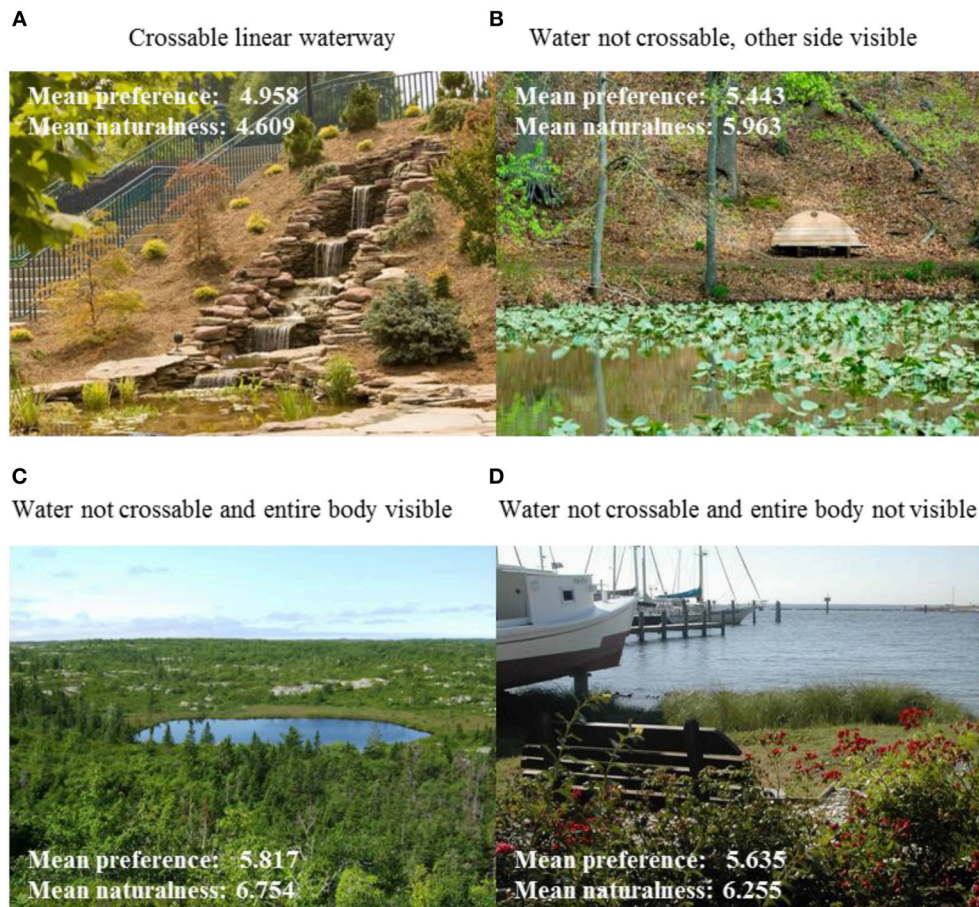 A
Crossable linear waterway
Mean preference: 4.958
Mean naturalness: 4.609
B
Water not crossable, other side visible
Mean preference: 5.443
Mean naturalness: 5.963
C
Water not crossable and entire body visible
Mean preference: 5.817
Mean naturalness: 6.754
D
Water not crossable and entire body not visible
Mean preference: 5.635
Mean naturalness: 6.255